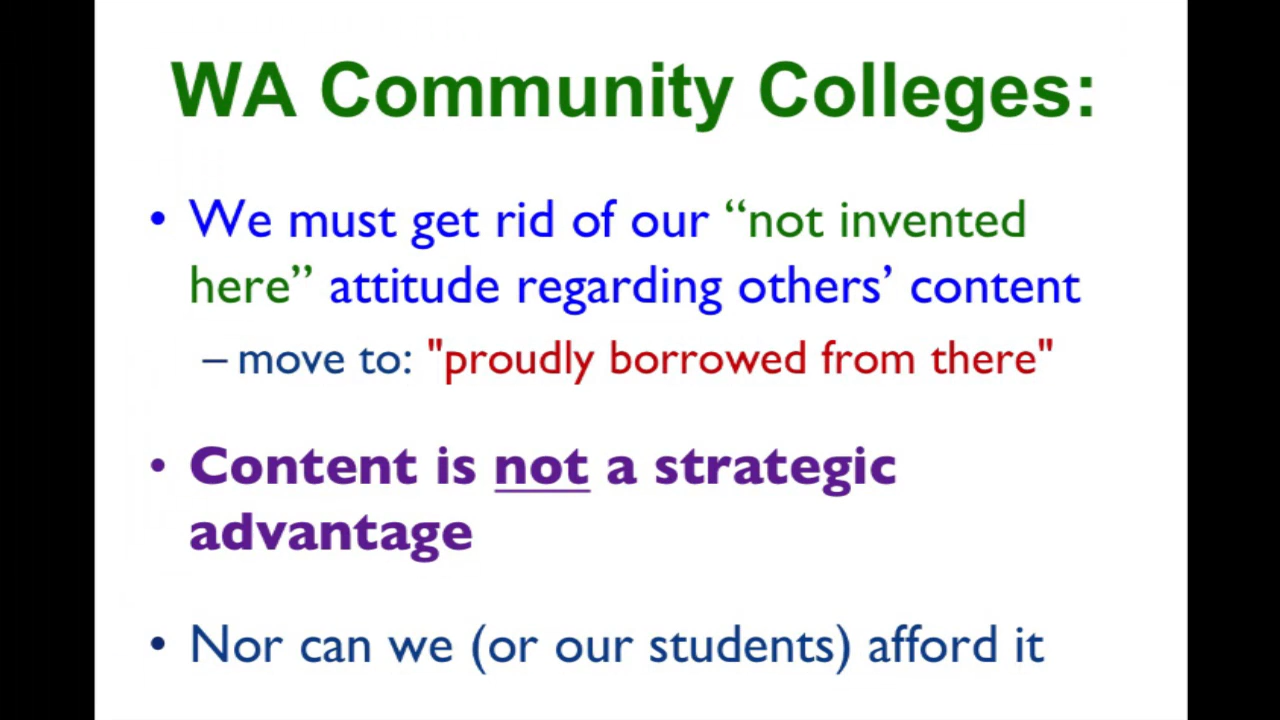 WA Community Colleges:
• We must get rid of our “not invented
here” attitude regarding others’ content
– move to: "proudly borrowed from there"
• Content is not a strategic
advantage
• Nor can we (or our students) afford it